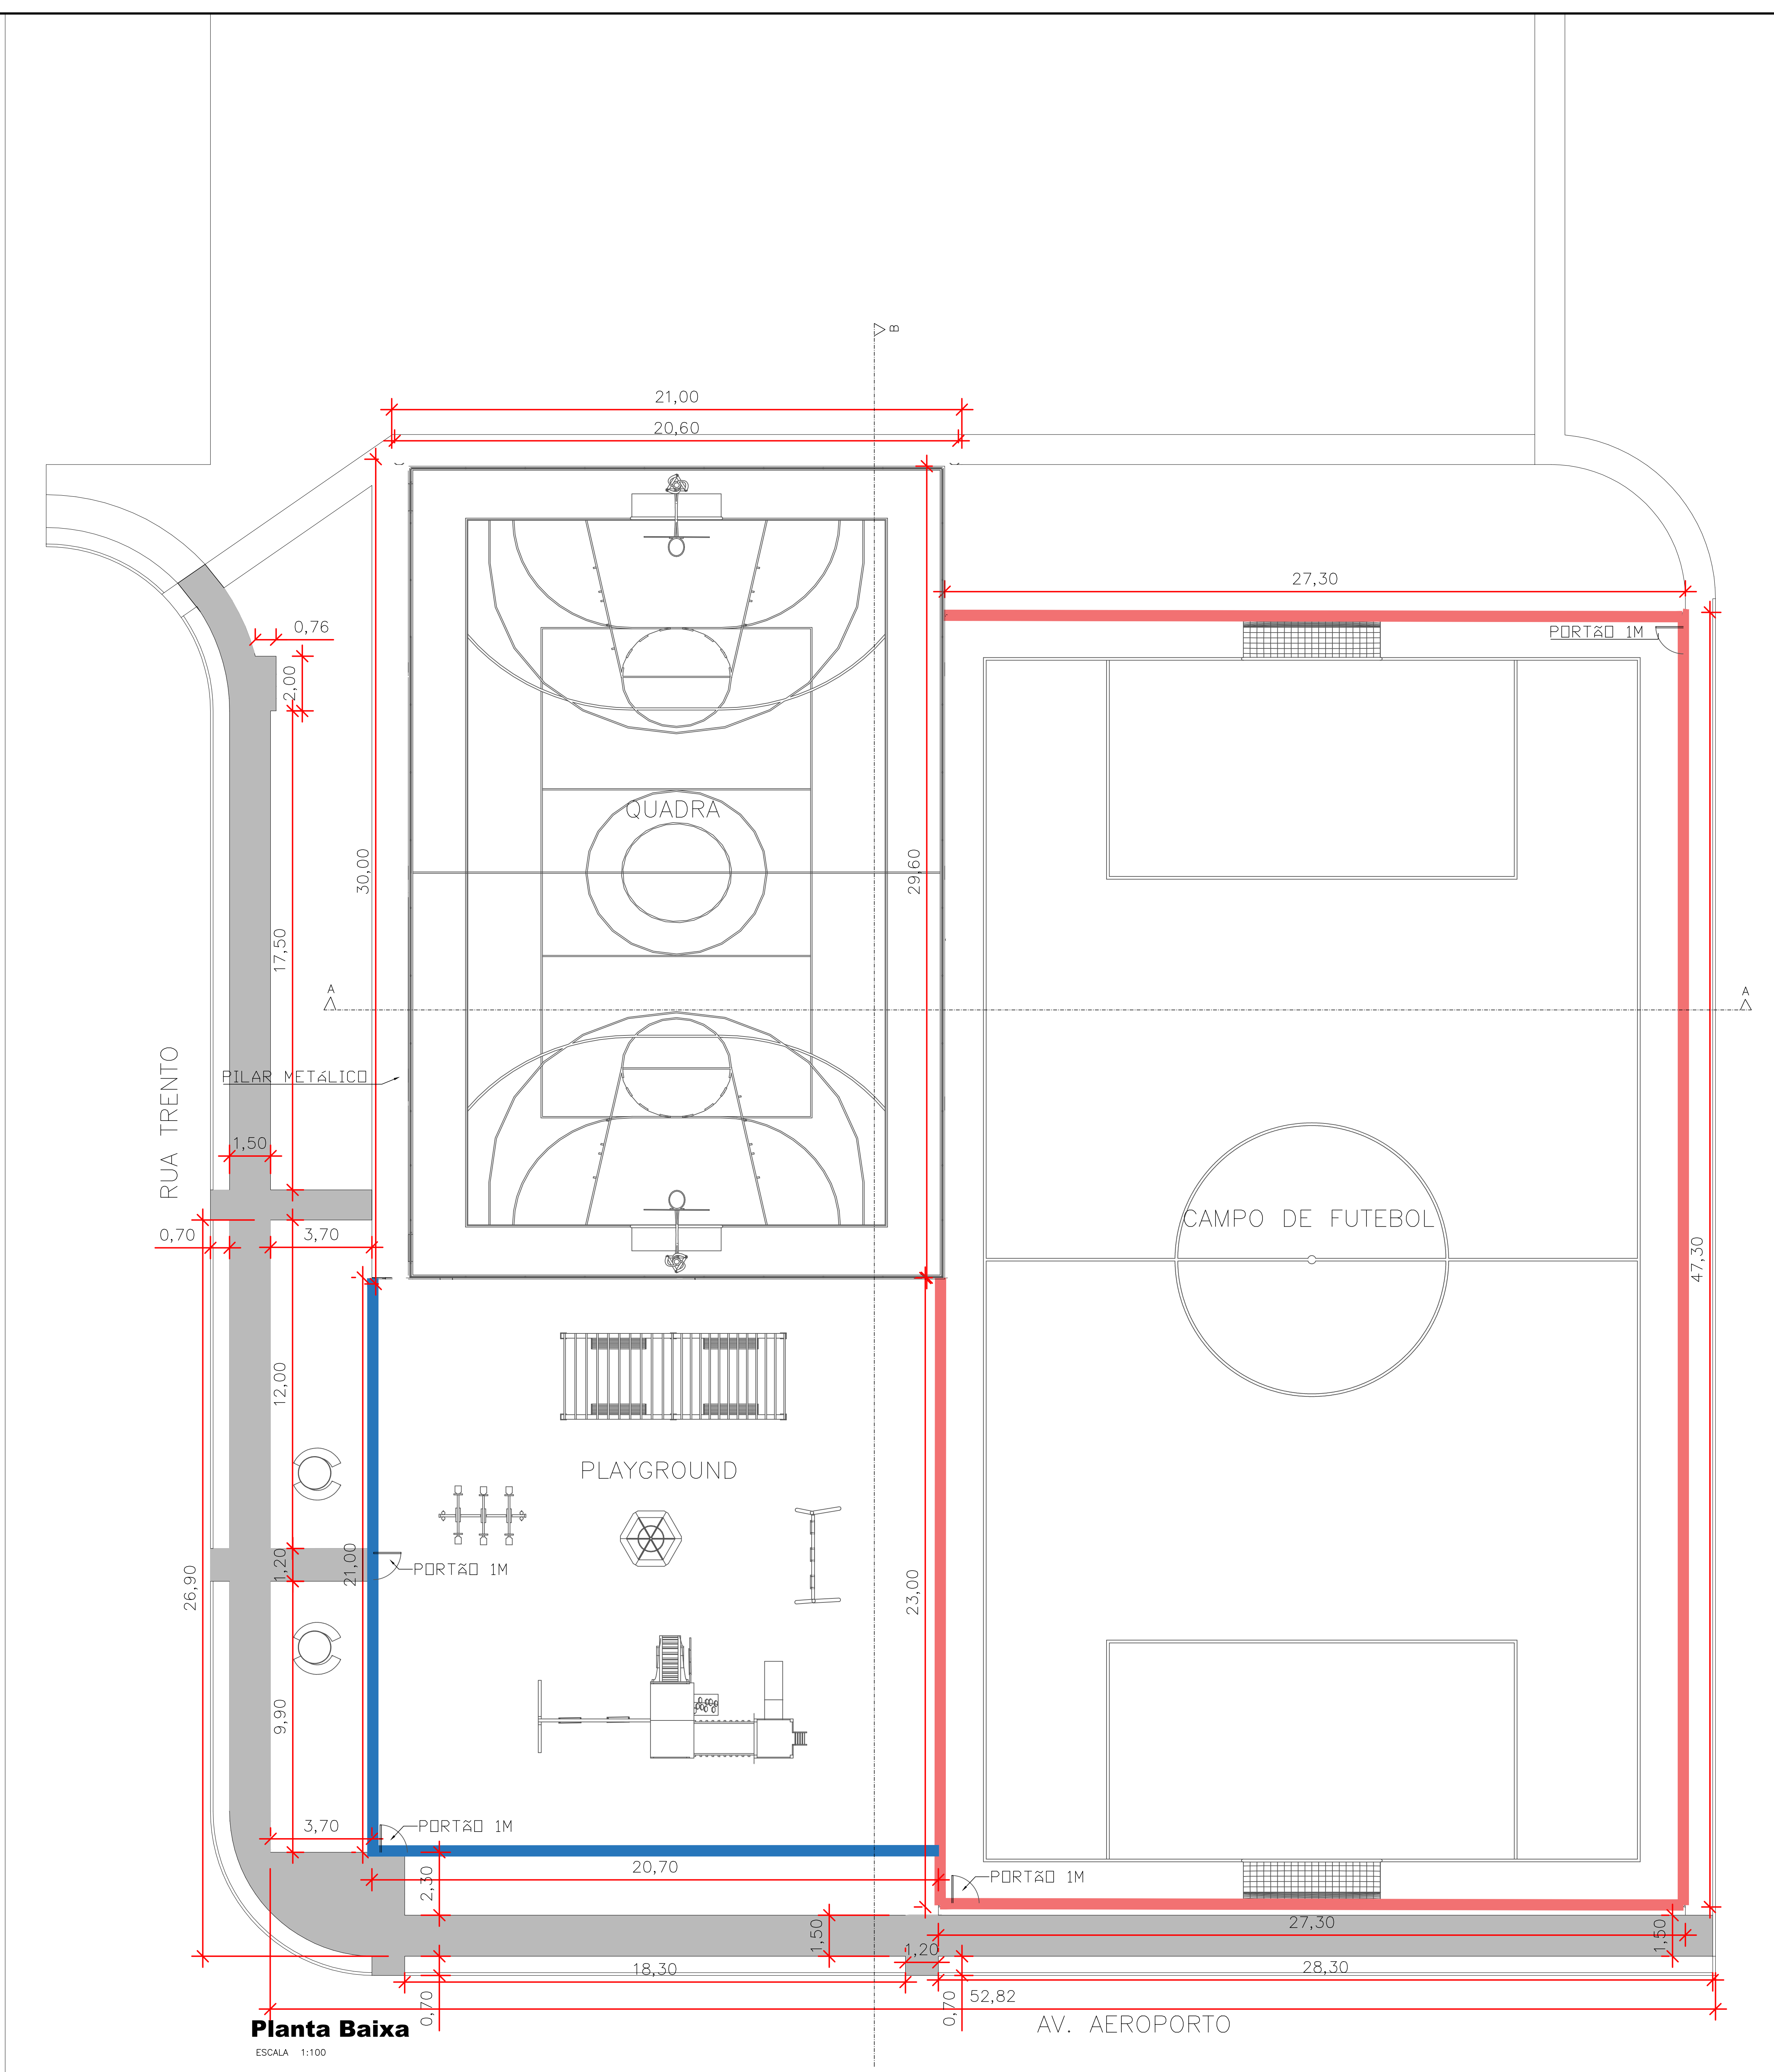 B
21,00
20,60
27,30
PORTÃO 1M
0,76
2,00
QUADRA
30,00
29,60
17,50
A
A
RUA TRENTO
PILAR METÁLICO
1,50
CAMPO DE FUTEBOL
0,70
3,70
47,30
12,00
PLAYGROUND
1,20
21,00
PORTÃO 1M
26,90
23,00
9,90
3,70
PORTÃO 1M
20,70
2,30
PORTÃO 1M
1,50
27,30
1,50
1,20
18,30
28,30
0,70
0,70
52,82
AV. AEROPORTO
Planta Baixa
ESCALA 1:100